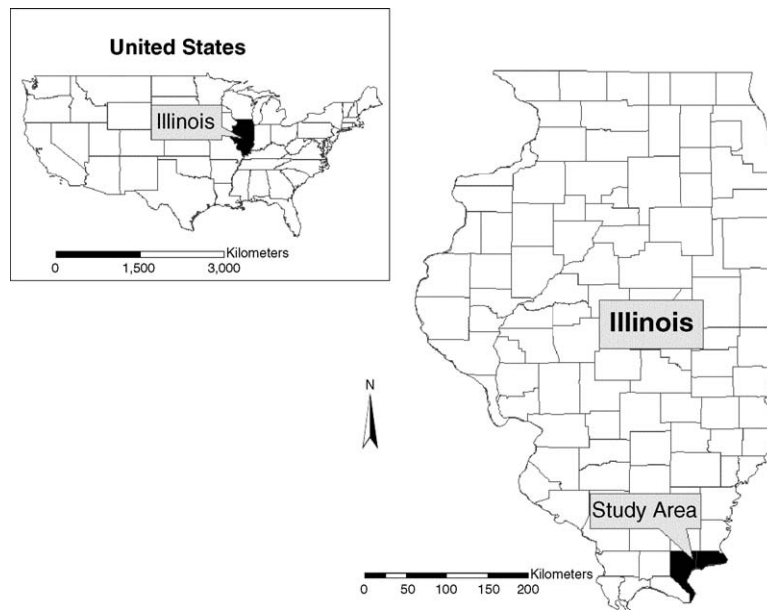 United States
Illinois
Kilometers
0 1,500 3,000
Illinois
N
Study Area
Kilometers
0 50 100 150 200